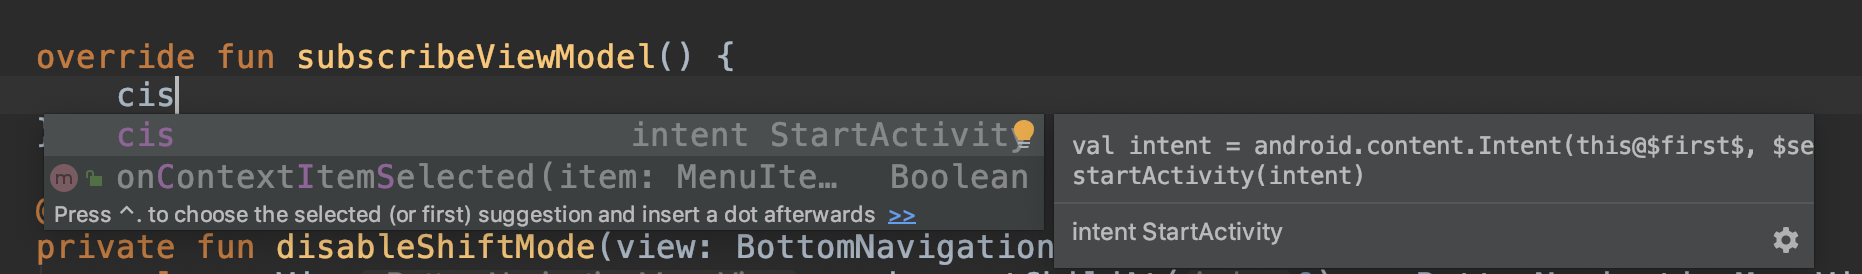 override fun subscribeViewModel() {
cis
cis intent StartActivity
m onContextItemSelected(item: MenuIte… Boolean
Press ^. to choose the selected (or first) suggestion and insert a dot afterwards >>
val intent = android.content.Intent(this@$first$, $se
startActivity(intent)
intent StartActivity
private fun disableShiftMode(view: BottomNavigation